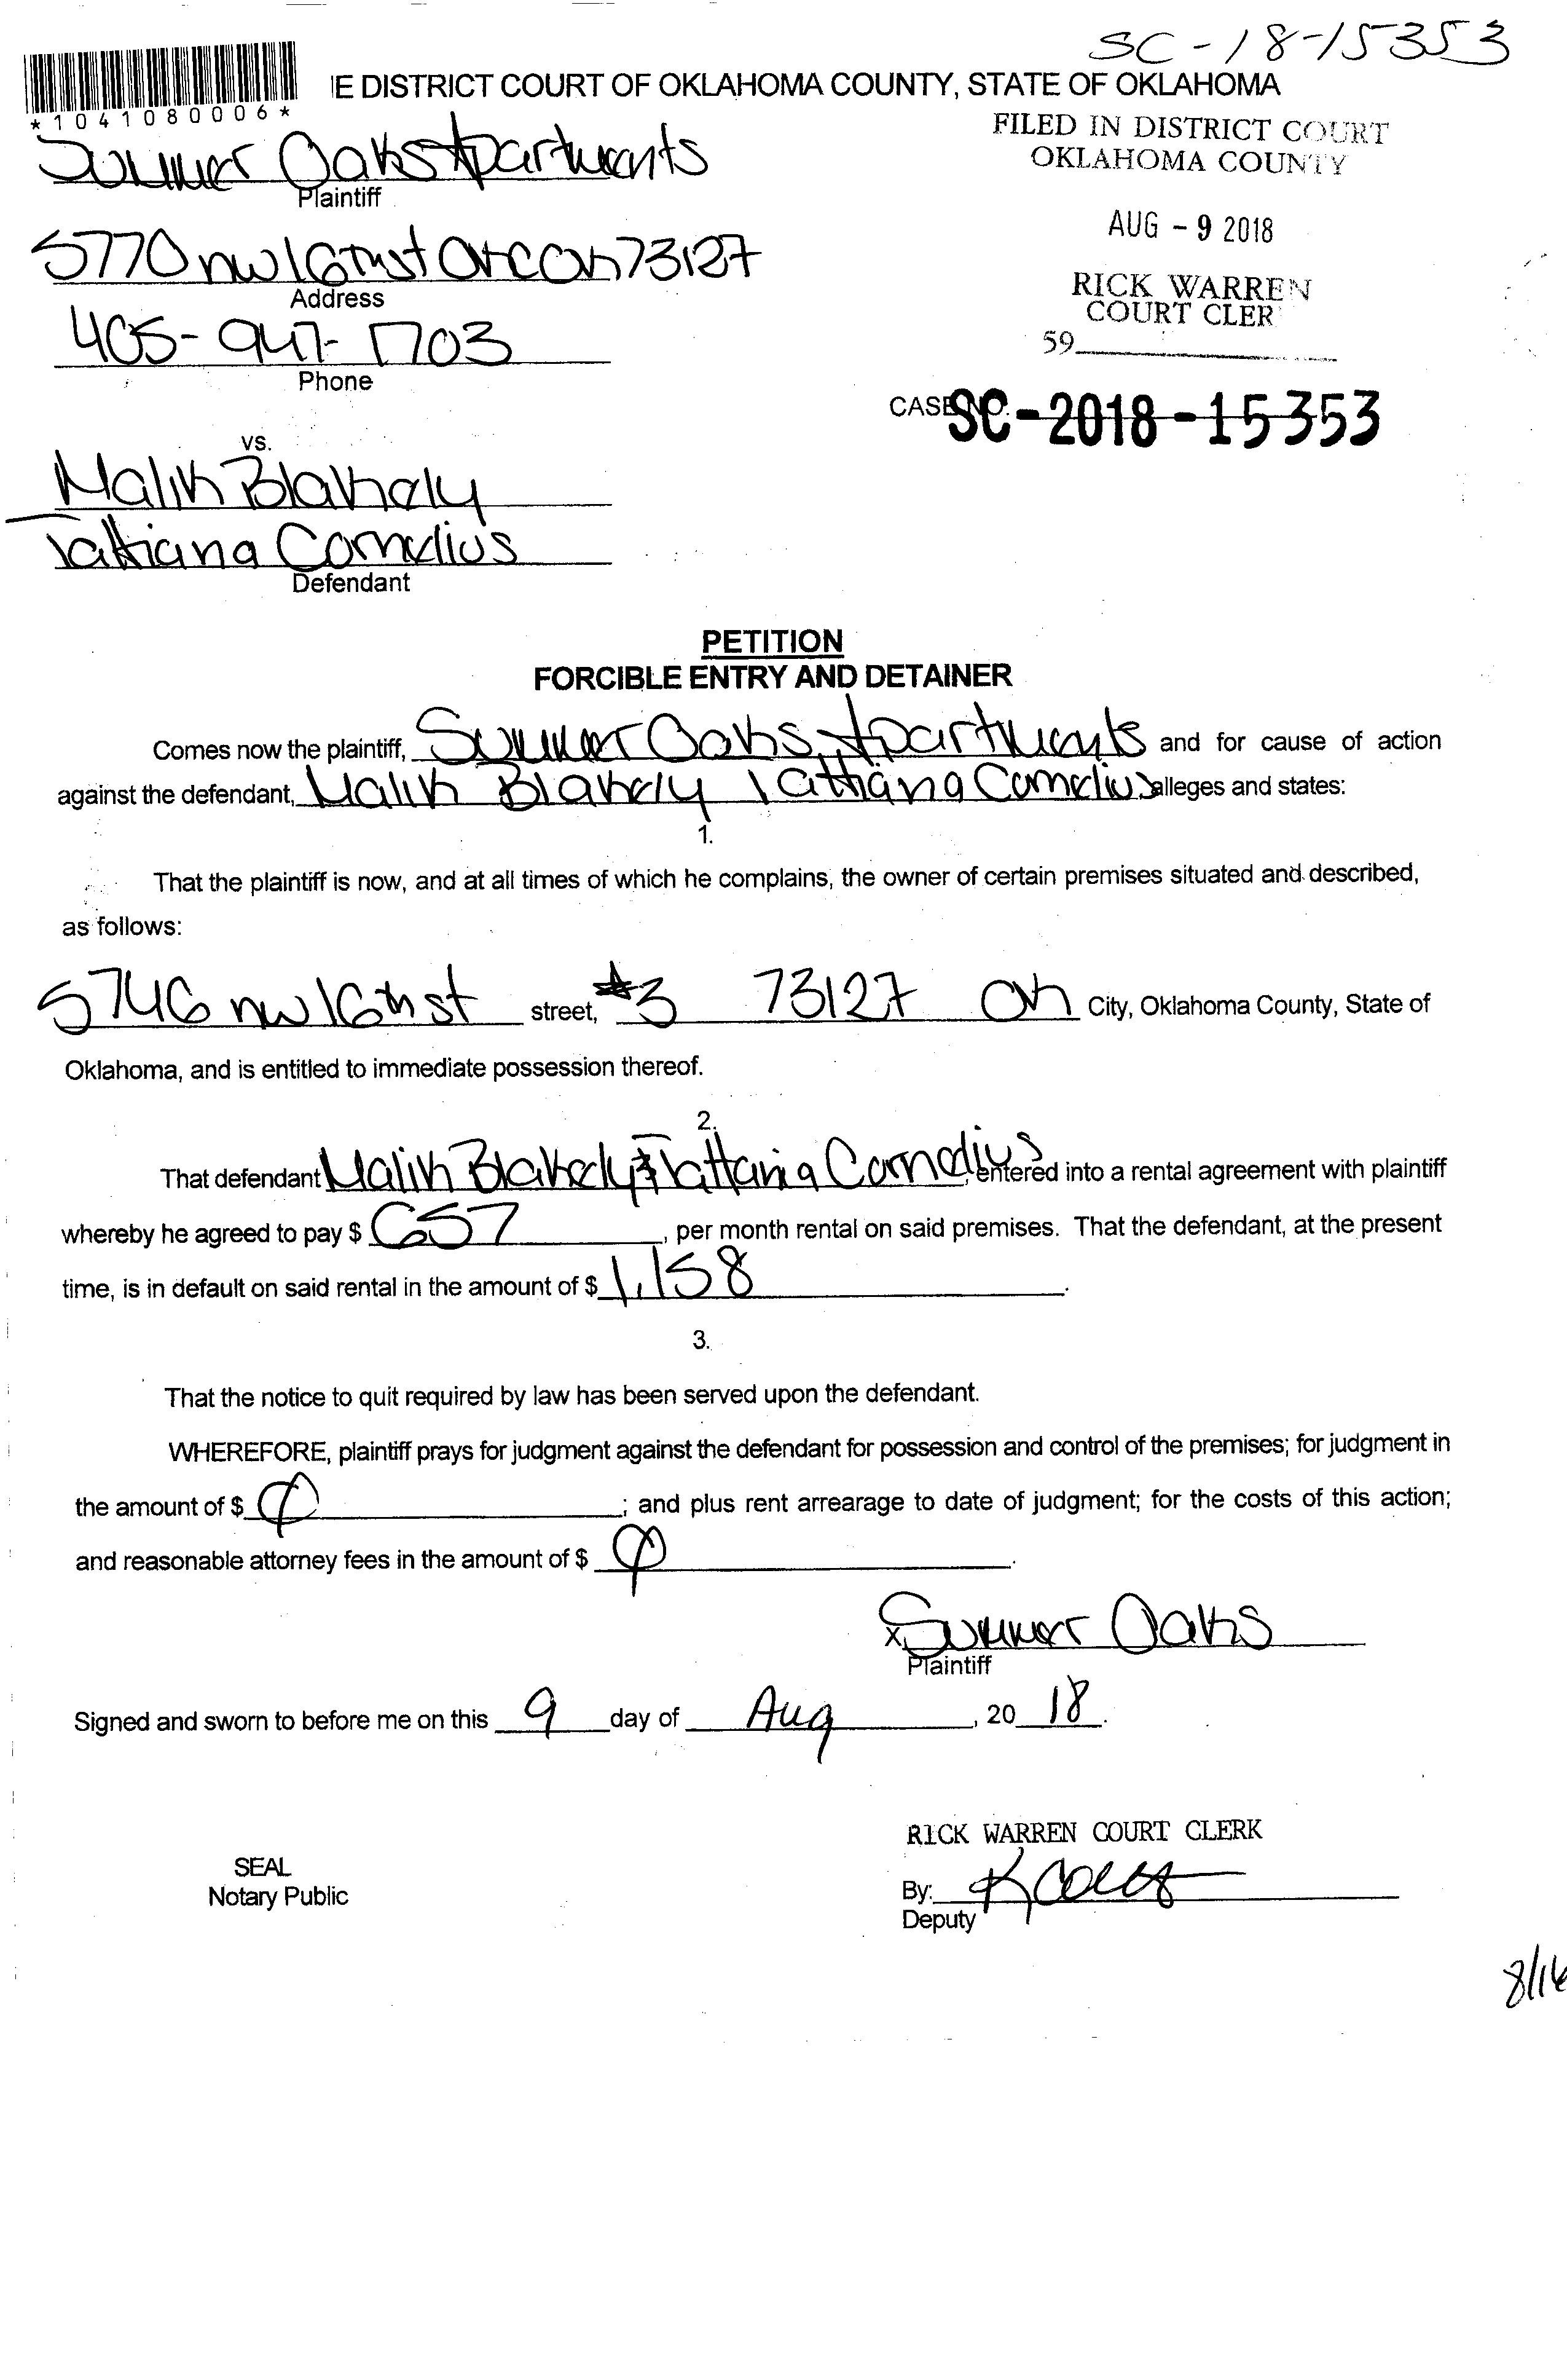 SC-18-15353
E DISTRICT COURT OF OKLAHOMA COUNTY, STATE OF OKLAHOMA
*1041080006*
FILED IN DISTRICT COURT
OKLAHOMA COUNTY
Summer Oaks Apartments
Plaintiff
AUG - 9 2018
5770 nw 16th st OKC OK 73127
Address
RICK WARREN
COURT CLER
405-947-1703
59
Phone
CASE NO. SC-2018-15353
vs.
Malik Blakely
Tattiana Cornelius
Defendant
PETITION
FORCIBLE ENTRY AND DETAINER
Comes now the plaintiff, Summer Oaks Apartments and for cause of action
against the defendant, Malik Blakely Tattiana Cornelius alleges and states:
1.
That the plaintiff is now, and at all times of which he complains, the owner of certain premises situated and described,
as follows:
5746 nw 16th st street, #3 73127 OK City, Oklahoma County, State of
Oklahoma, and is entitled to immediate possession thereof.
2.
That defendant Malik Blakely & Tattania Cornelius, entered into a rental agreement with plaintiff
whereby he agreed to pay $ 657, per month rental on said premises. That the defendant, at the present
time, is in default on said rental in the amount of $ 1,158.
3.
That the notice to quit required by law has been served upon the defendant.
WHEREFORE, plaintiff prays for judgment against the defendant for possession and control of the premises; for judgment in
the amount of $ 0; and plus rent arrearage to date of judgment; for the costs of this action;
and reasonable attorney fees in the amount of $ 0.
x Summer Oaks
Plaintiff
Signed and sworn to before me on this 9 day of Aug, 20 18.
RICK WARREN COURT CLERK
SEAL
Notary Public
By:
Deputy
8/16